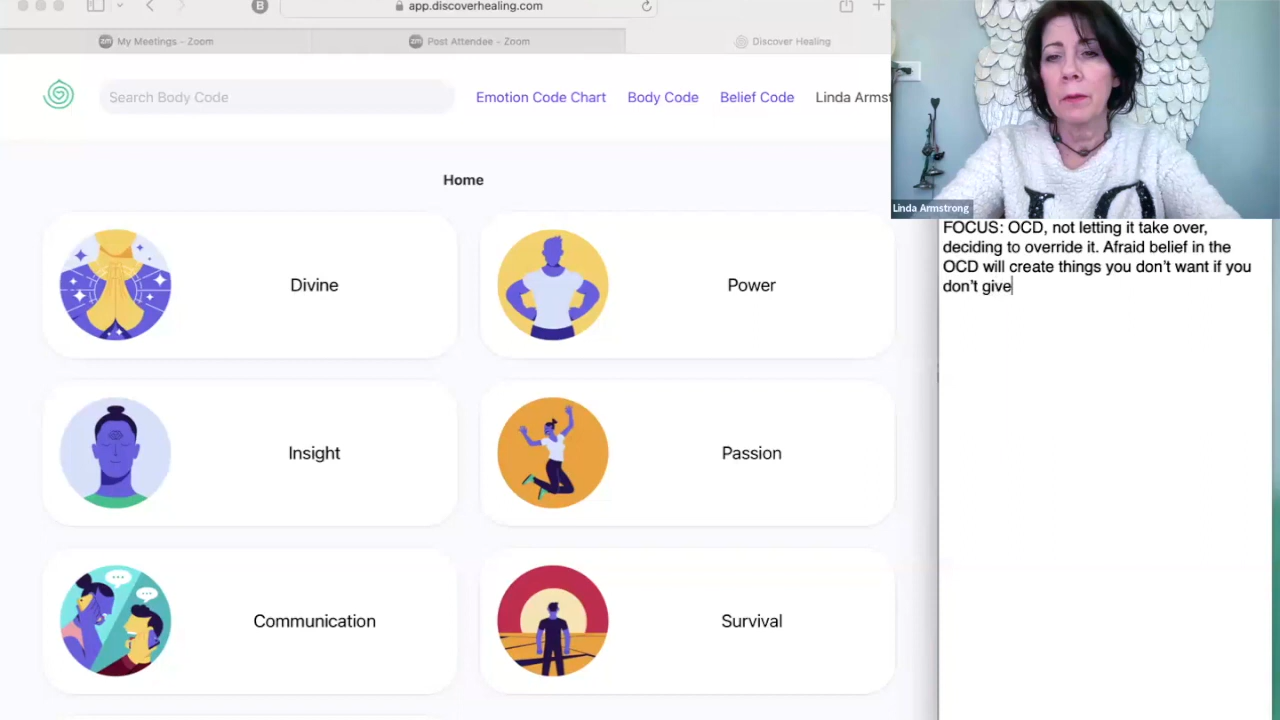 B
app.discoverhealing.com
zm My Meetings - Zoom
zm Post Attendee - Zoom
Discover Healing
Search Body Code
Emotion Code Chart
Body Code
Belief Code
Linda Armst
Home
Divine
Power
Insight
Passion
Communication
Survival
Linda Armstrong
FOCUS: OCD, not letting it take over,
deciding to override it. Afraid belief in the
OCD will create things you don’t want if you
don’t give